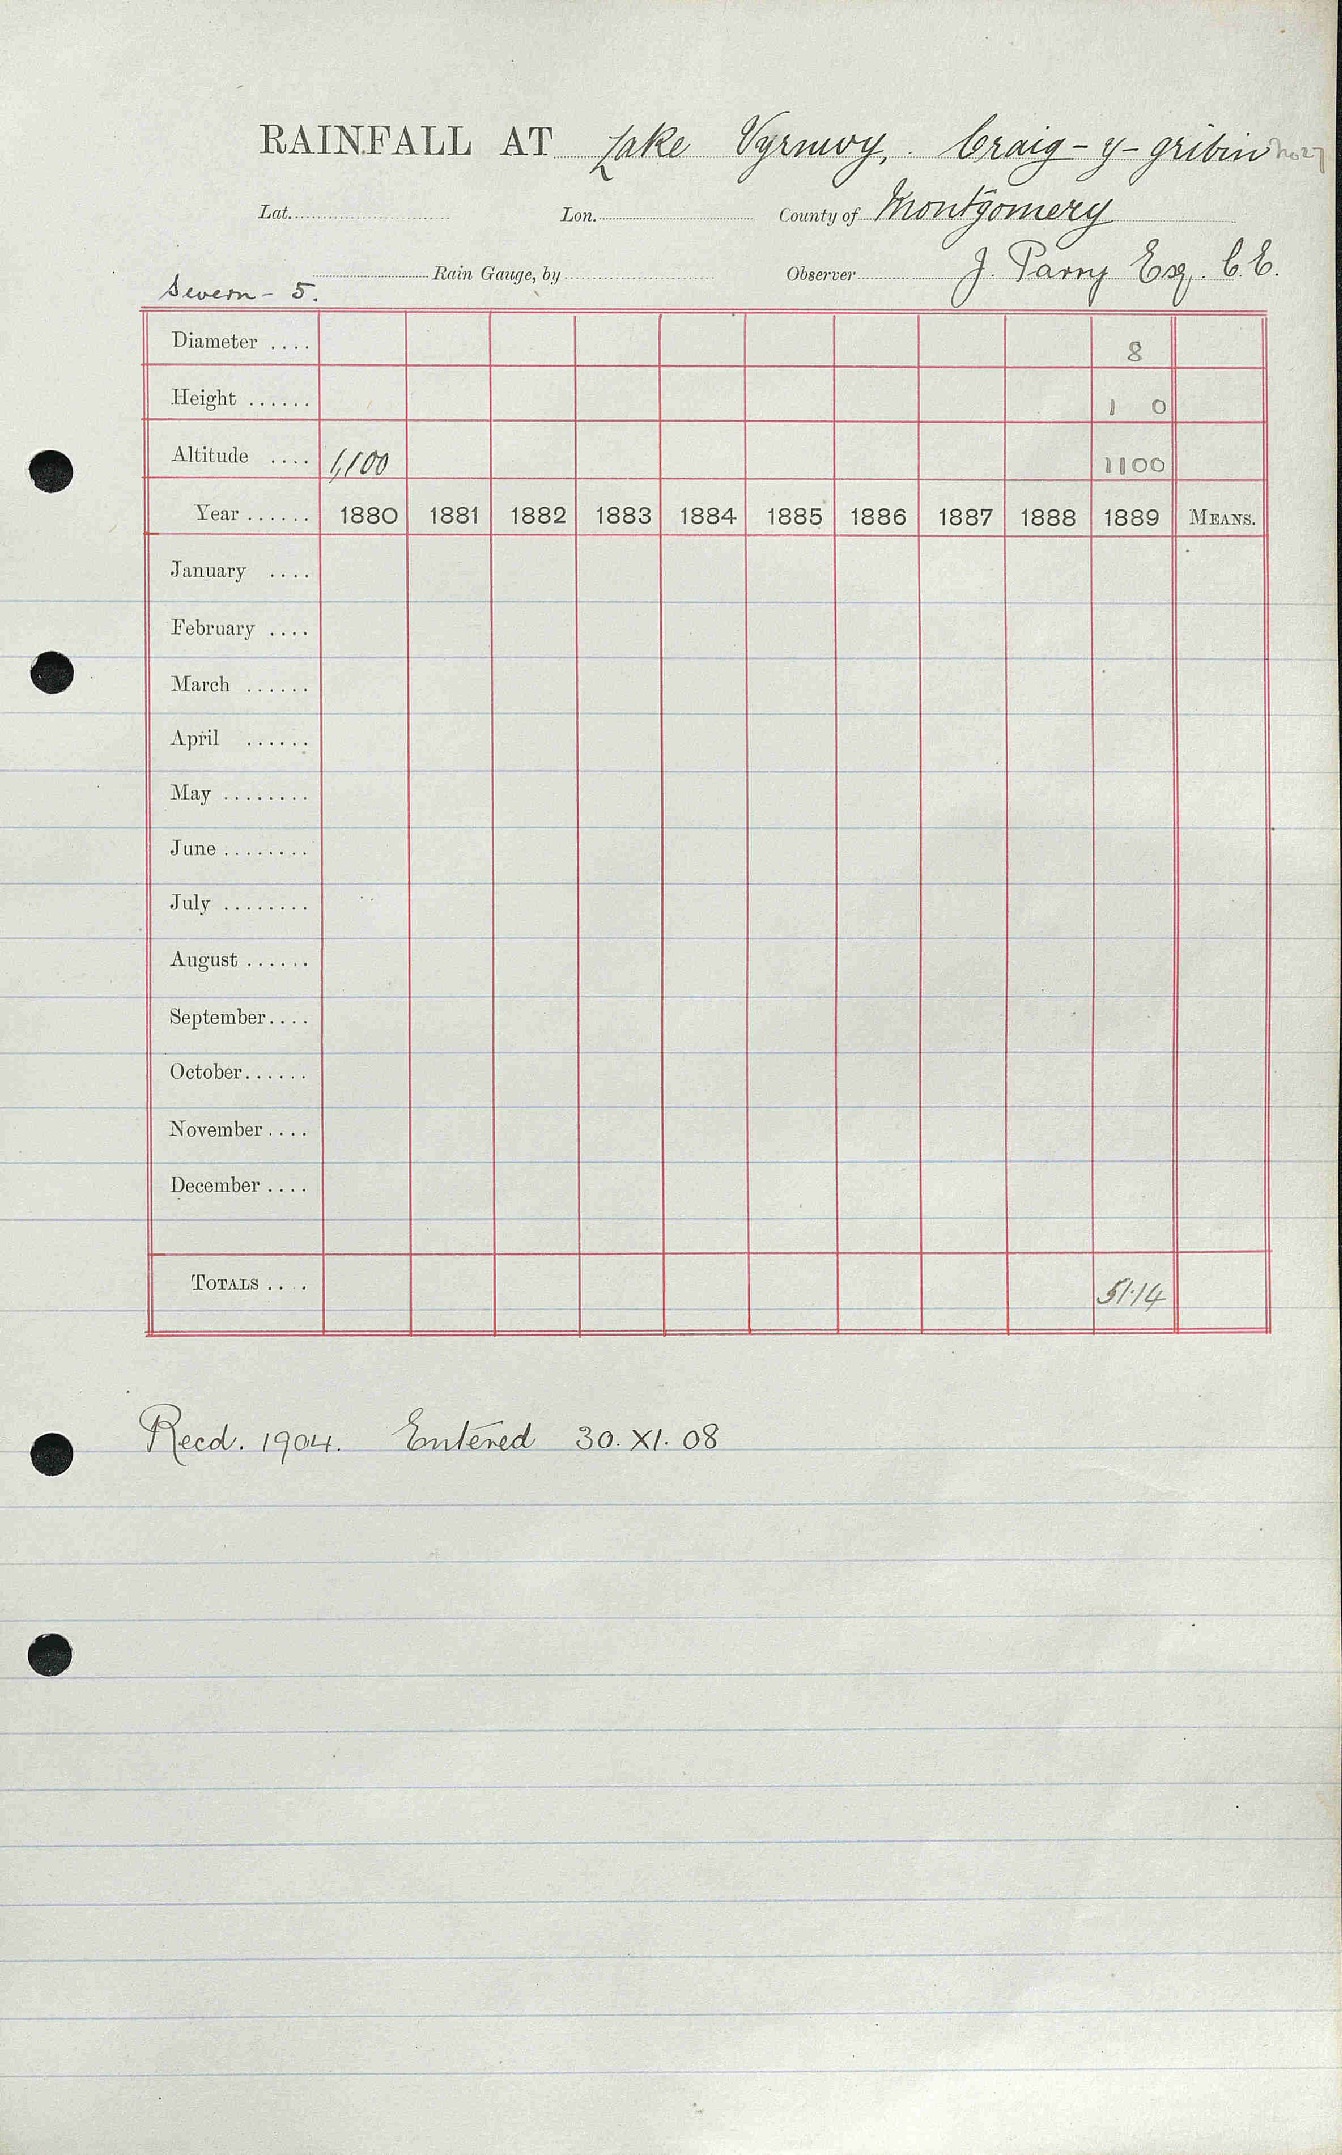 RAINFALL AT Lake Vyrnwy, Craig-y-gribin No 27
Lat. Lon. County of Montgomery
Rain Gauge, by Observer J. Parry Esq. C.E.
Severn - 5.
Diameter .... 8
Height ...... 1 0
Altitude .... 1,100 1100
Year ...... 1880 1881 1882 1883 1884 1885 1886 1887 1888 1889 MEANS.
January ....
February ....
March ......
April ......
May ........
June ........
July ........
August ......
September....
October......
November....
December ....
TOTALS .... 51.14
Recd. 1904. Entered 30. XI. 08